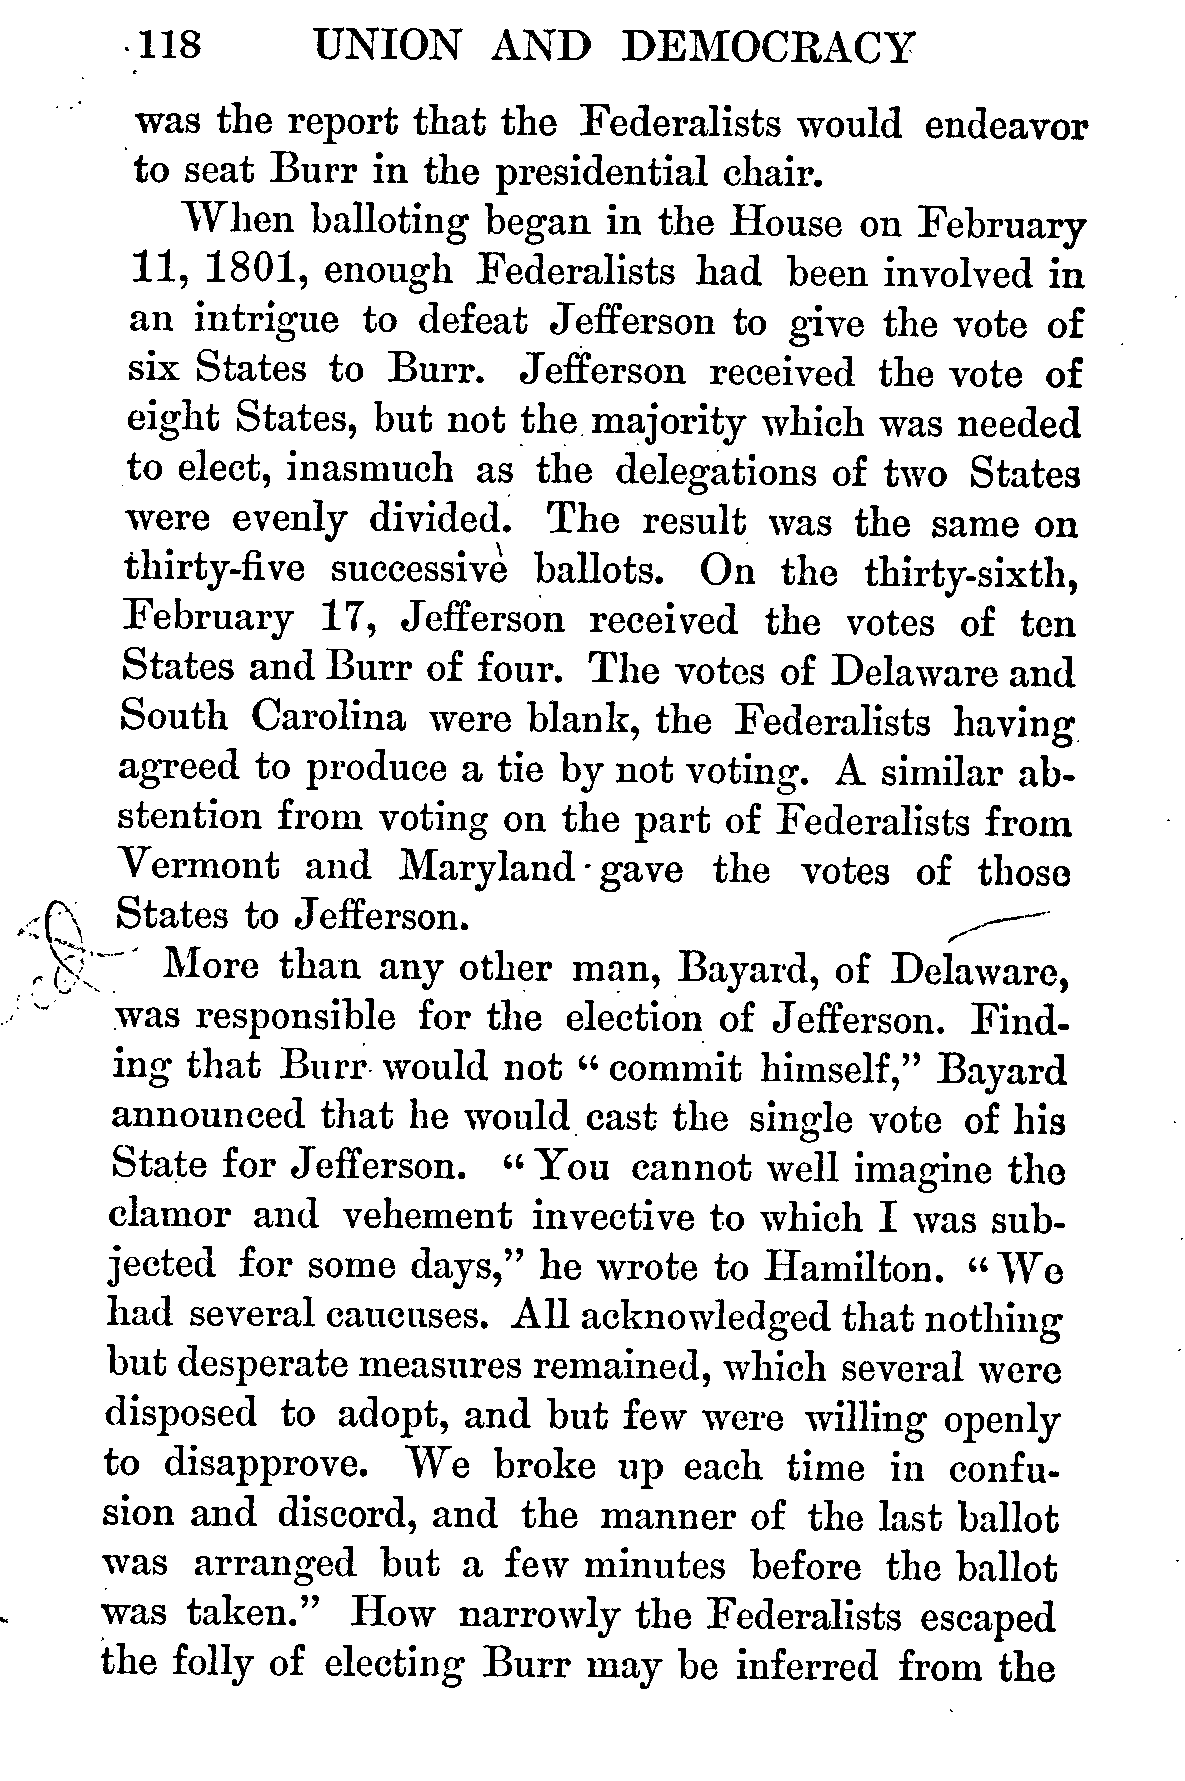 118 UNION AND DEMOCRACY
was the report that the Federalists would endeavor
to seat Burr in the presidential chair.
When balloting began in the House on February
11, 1801, enough Federalists had been involved in
an intrigue to defeat Jefferson to give the vote of
six States to Burr. Jefferson received the vote of
eight States, but not the majority which was needed
to elect, inasmuch as the delegations of two States
were evenly divided. The result was the same on
thirty-five successive ballots. On the thirty-sixth,
February 17, Jefferson received the votes of ten
States and Burr of four. The votes of Delaware and
South Carolina were blank, the Federalists having
agreed to produce a tie by not voting. A similar ab-
stention from voting on the part of Federalists from
Vermont and Maryland gave the votes of those
States to Jefferson.
More than any other man, Bayard, of Delaware,
was responsible for the election of Jefferson. Find-
ing that Burr would not “ commit himself,” Bayard
announced that he would cast the single vote of his
State for Jefferson. “ You cannot well imagine the
clamor and vehement invective to which I was sub-
jected for some days,” he wrote to Hamilton. “ We
had several caucuses. All acknowledged that nothing
but desperate measures remained, which several were
disposed to adopt, and but few were willing openly
to disapprove. We broke up each time in confu-
sion and discord, and the manner of the last ballot
was arranged but a few minutes before the ballot
was taken.” How narrowly the Federalists escaped
the folly of electing Burr may be inferred from the